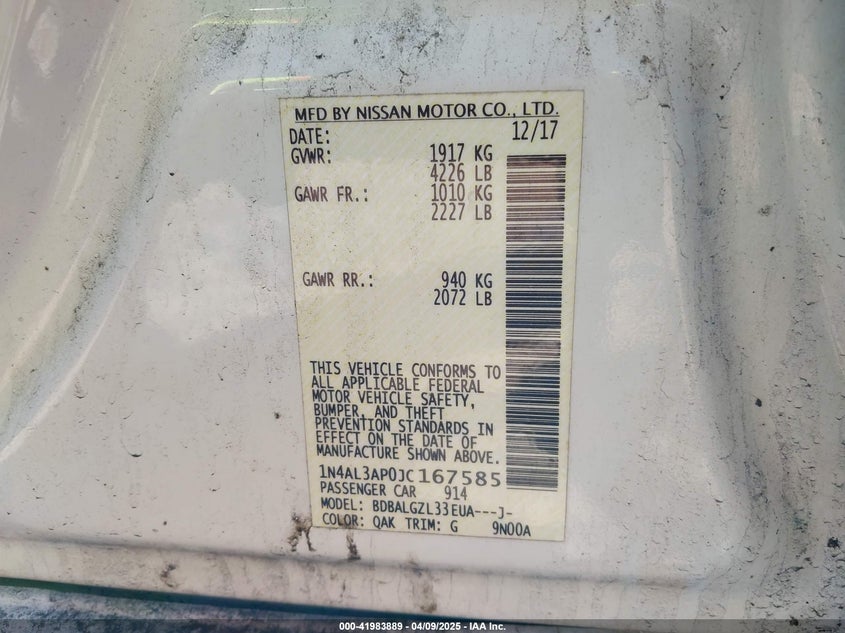 MFD BY NISSAN MOTOR CO., LTD.
DATE: 12/17
GVWR: 1917 KG
4226 LB
GAWR FR.: 1010 KG
2227 LB
GAWR RR.: 940 KG
2072 LB
THIS VEHICLE CONFORMS TO
ALL APPLICABLE FEDERAL
MOTOR VEHICLE SAFETY,
BUMPER, AND THEFT
PREVENTION STANDARDS IN
EFFECT ON THE DATE OF
MANUFACTURE SHOWN ABOVE.
1N4AL3AP0JC167585
PASSENGER CAR 914
MODEL: BDBALGZL33EUA---J-
COLOR: QAK TRIM: G 9N00A
000-41983889 - 04/09/2025 - IAA Inc.